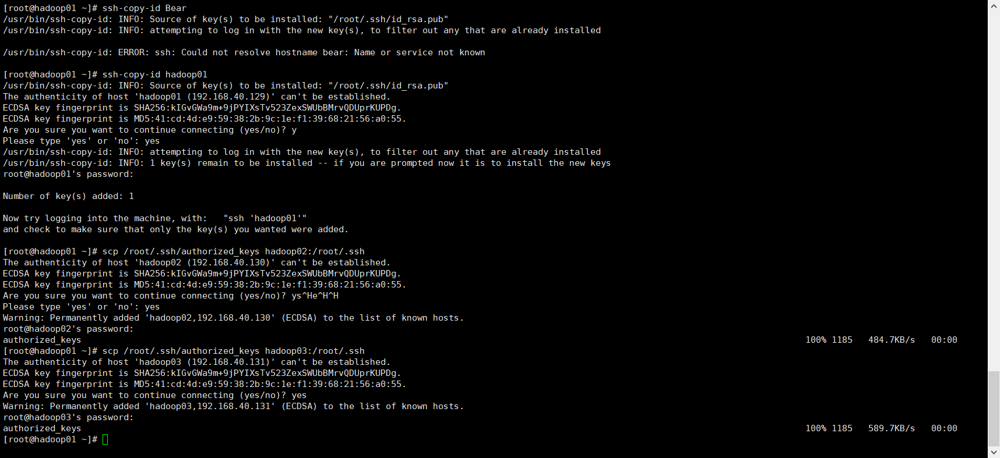 [root@hadoop01 ~]# ssh-copy-id Bear
/usr/bin/ssh-copy-id: INFO: Source of key(s) to be installed: "/root/.ssh/id_rsa.pub"
/usr/bin/ssh-copy-id: INFO: attempting to log in with the new key(s), to filter out any that are already installed
/usr/bin/ssh-copy-id: ERROR: ssh: Could not resolve hostname bear: Name or service not known
[root@hadoop01 ~]# ssh-copy-id hadoop01
/usr/bin/ssh-copy-id: INFO: Source of key(s) to be installed: "/root/.ssh/id_rsa.pub"
The authenticity of host 'hadoop01 (192.168.40.129)' can't be established.
ECDSA key fingerprint is SHA256:kIGvGWa9m+9jPYIXsTv523ZexSWUbBMrvQDUprKUPDg.
ECDSA key fingerprint is MD5:41:cd:4d:e9:59:38:2b:9c:1e:f1:39:68:21:56:a0:55.
Are you sure you want to continue connecting (yes/no)? y
Please type 'yes' or 'no': yes
/usr/bin/ssh-copy-id: INFO: attempting to log in with the new key(s), to filter out any that are already installed
/usr/bin/ssh-copy-id: INFO: 1 key(s) remain to be installed -- if you are prompted now it is to install the new keys
root@hadoop01's password:
Number of key(s) added: 1
Now try logging into the machine, with:   "ssh 'hadoop01'"
and check to make sure that only the key(s) you wanted were added.
[root@hadoop01 ~]# scp /root/.ssh/authorized_keys hadoop02:/root/.ssh
The authenticity of host 'hadoop02 (192.168.40.130)' can't be established.
ECDSA key fingerprint is SHA256:kIGvGWa9m+9jPYIXsTv523ZexSWUbBMrvQDUprKUPDg.
ECDSA key fingerprint is MD5:41:cd:4d:e9:59:38:2b:9c:1e:f1:39:68:21:56:a0:55.
Are you sure you want to continue connecting (yes/no)? ys^He^H^H
Please type 'yes' or 'no': yes
Warning: Permanently added 'hadoop02,192.168.40.130' (ECDSA) to the list of known hosts.
root@hadoop02's password:
authorized_keys 100% 1185 484.7KB/s 00:00
[root@hadoop01 ~]# scp /root/.ssh/authorized_keys hadoop03:/root/.ssh
The authenticity of host 'hadoop03 (192.168.40.131)' can't be established.
ECDSA key fingerprint is SHA256:kIGvGWa9m+9jPYIXsTv523ZexSWUbBMrvQDUprKUPDg.
ECDSA key fingerprint is MD5:41:cd:4d:e9:59:38:2b:9c:1e:f1:39:68:21:56:a0:55.
Are you sure you want to continue connecting (yes/no)? yes
Warning: Permanently added 'hadoop03,192.168.40.131' (ECDSA) to the list of known hosts.
root@hadoop03's password:
authorized_keys 100% 1185 589.7KB/s 00:00
[root@hadoop01 ~]#